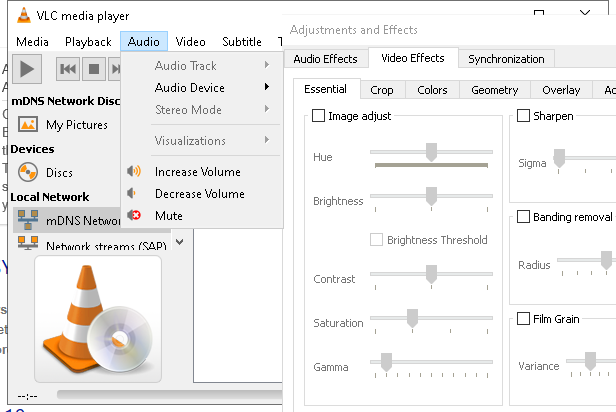 VLC media player
Media Playback Audio Video Subtitle T
Audio Track
Audio Device
Stereo Mode
Visualizations
Increase Volume
Decrease Volume
Mute
mDNS Network Disc
My Pictures
Devices
Discs
Local Network
mDNS Netwo
Network streams (SAP)
--:--
Adjustments and Effects
Audio Effects Video Effects Synchronization
Essential Crop Colors Geometry Overlay
Image adjust
Hue
Brightness
Brightness Threshold
Contrast
Saturation
Gamma
Sharpen
Sigma
Banding removal
Radius
Film Grain
Variance